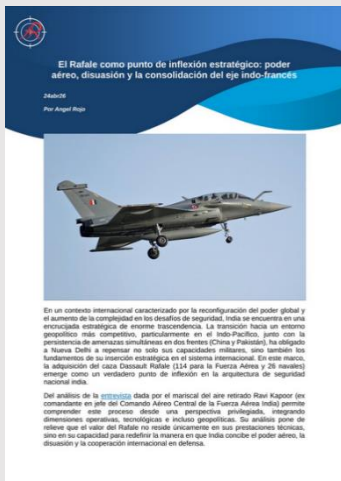 El Rafale como punto de inflexión estratégico: poder
aéreo, disuasión y la consolidación del eje indo-francés
24abr26
Por Angel Rojo
En un contexto internacional caracterizado por la reconfiguración del poder global y
el aumento de la complejidad en los desafíos de seguridad, India se encuentra en una
encrucijada estratégica de enorme trascendencia. La transición hacia un entorno
geopolítico más competitivo, particularmente en el Indo-Pacífico, junto con la
persistencia de amenazas simultáneas en dos frentes (China y Pakistán), ha obligado
a Nueva Delhi a repensar no solo sus capacidades militares, sino también los
fundamentos de su inserción estratégica en el sistema internacional. En este marco,
la adquisición del caza Dassault Rafale (114 para la Fuerza Aérea y 26 navales)
emerge como un verdadero punto de inflexión en la arquitectura de seguridad
nacional india.
Del análisis de la entrevista dada por el mariscal del aire retirado Ravi Kapoor (ex
comandante en jefe del Comando Aéreo Central de la Fuerza Aérea India) permite
comprender este proceso desde una perspectiva privilegiada, integrando
dimensiones operativas, tecnológicas e incluso geopolíticas. Su análisis pone de
relieve que el valor del Rafale no reside únicamente en sus prestaciones técnicas,
sino en su capacidad para redefinir la manera en que India concibe el poder aéreo, la
disuasión y la cooperación internacional en defensa.